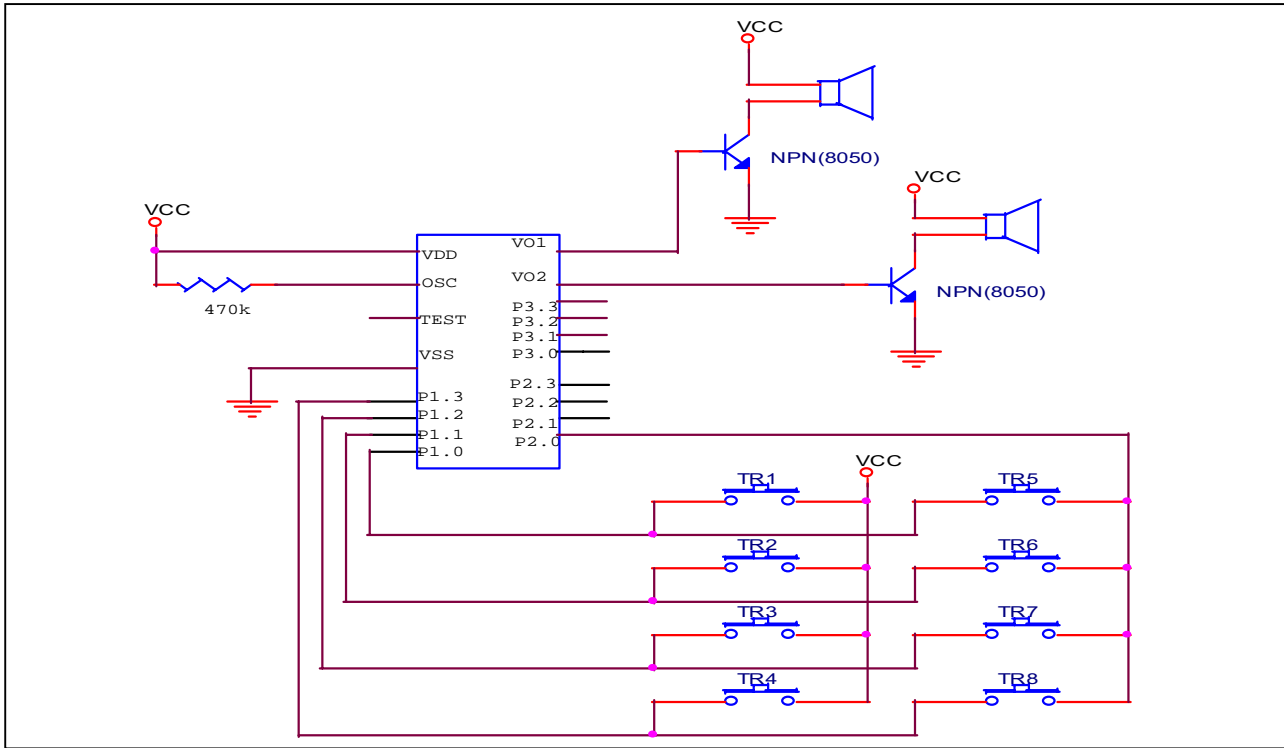 VCC
NPN(8050)
VCC
NPN(8050)
VCC
470k
VDD
OSC
TEST
VSS
P1.3
P1.2
P1.1
P1.0
VO1
VO2
P3.3
P3.2
P3.1
P3.0
P2.3
P2.2
P2.1
P2.0
VCC
TR1
TR5
TR2
TR6
TR3
TR7
TR4
TR8